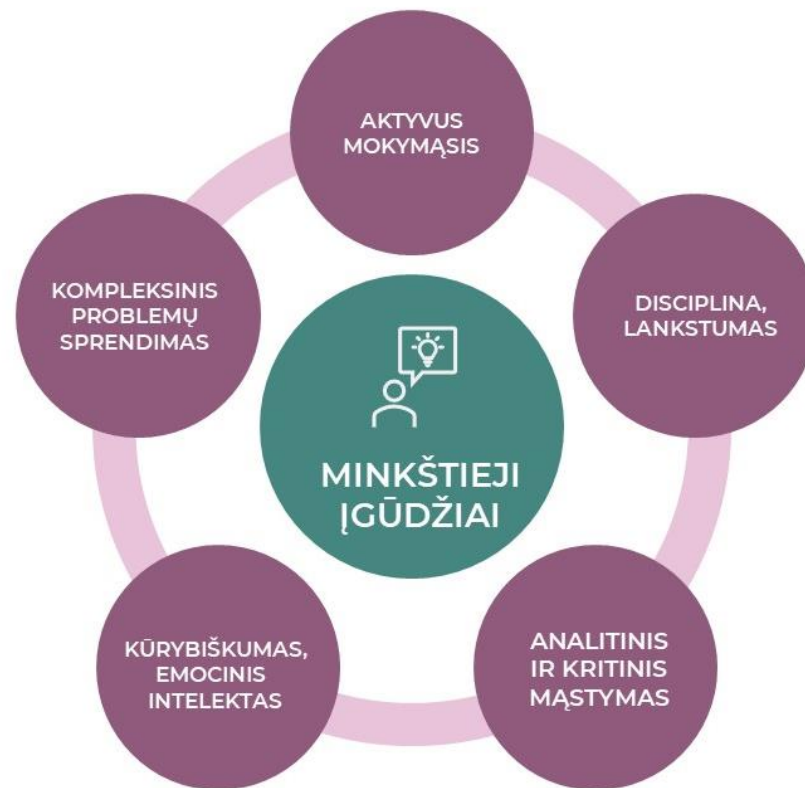 AKTYVUS
MOKYMĄSIS
DISCIPLINA,
LANKSTUMAS
ANALITINIS
IR KRITINIS
MĄSTYMAS
KŪRYBIŠKUMAS,
EMOCINIS
INTELEKTAS
KOMPLEKSINIS
PROBLEMŲ
SPRENDIMAS
MINKŠTIEJI
ĮGŪDŽIAI